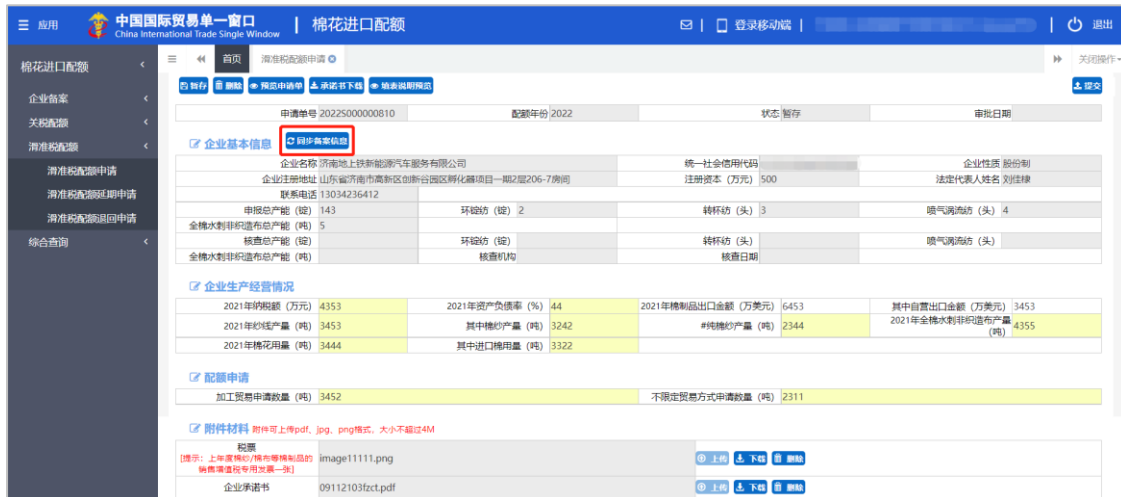 ☰ 应用 中国国际贸易单一窗口 | 棉花进口配额 登录移动端 | | 退出
China International Trade Single Window
棉花进口配额 首页 滑准税配额申请 关闭操作
企业备案 暂存 删除 预览申请单 承诺书下载 填表说明预览 提交
关税配额 申请单号 2022S000000810 配额年份 2022 状态 暂存 审批日期
滑准税配额 企业基本信息 同步备案信息
滑准税配额申请 企业名称 济南地上铁新能源汽车服务有限公司 统一社会信用代码 企业性质 股份制
企业注册地址 山东省济南市高新区创新谷园区孵化器项目一期2层206-7房间 注册资本（万元） 500 法定代表人姓名 刘佳棣
滑准税配额延期申请 联系电话 13034236412
滑准税配额退回申请 申报总产能（锭） 143 环锭纺（锭） 2 转杯纺（头） 3 喷气涡流纺（头） 4
全棉水刺非织造布总产能（吨） 5
综合查询 核查总产能（锭） 环锭纺（锭） 转杯纺（头） 喷气涡流纺（头）
全棉水刺非织造布总产能（吨） 核查机构 核查日期
企业生产经营情况
2021年纳税额（万元） 4353 2021年资产负债率（%） 44 2021年棉制品出口金额（万美元） 6453 其中自营出口金额（万美元） 3453
2021年纱线产量（吨） 3453 其中棉纱产量（吨） 3242 #纯棉纱产量（吨） 2344 2021年全棉水刺非织造布产量（吨） 4355
2021年棉花用量（吨） 3444 其中进口棉用量（吨） 3322
配额申请
加工贸易申请数量（吨） 3452 不限定贸易方式申请数量（吨） 2311
附件材料 附件可上传pdf、jpg、png格式、大小不超过4M
税票
[提示：上年度棉纱/棉布等棉制品的销售增值税专用发票一张] image11111.png 上传 下载 删除
企业承诺书 09112103fzct.pdf 上传 下载 删除